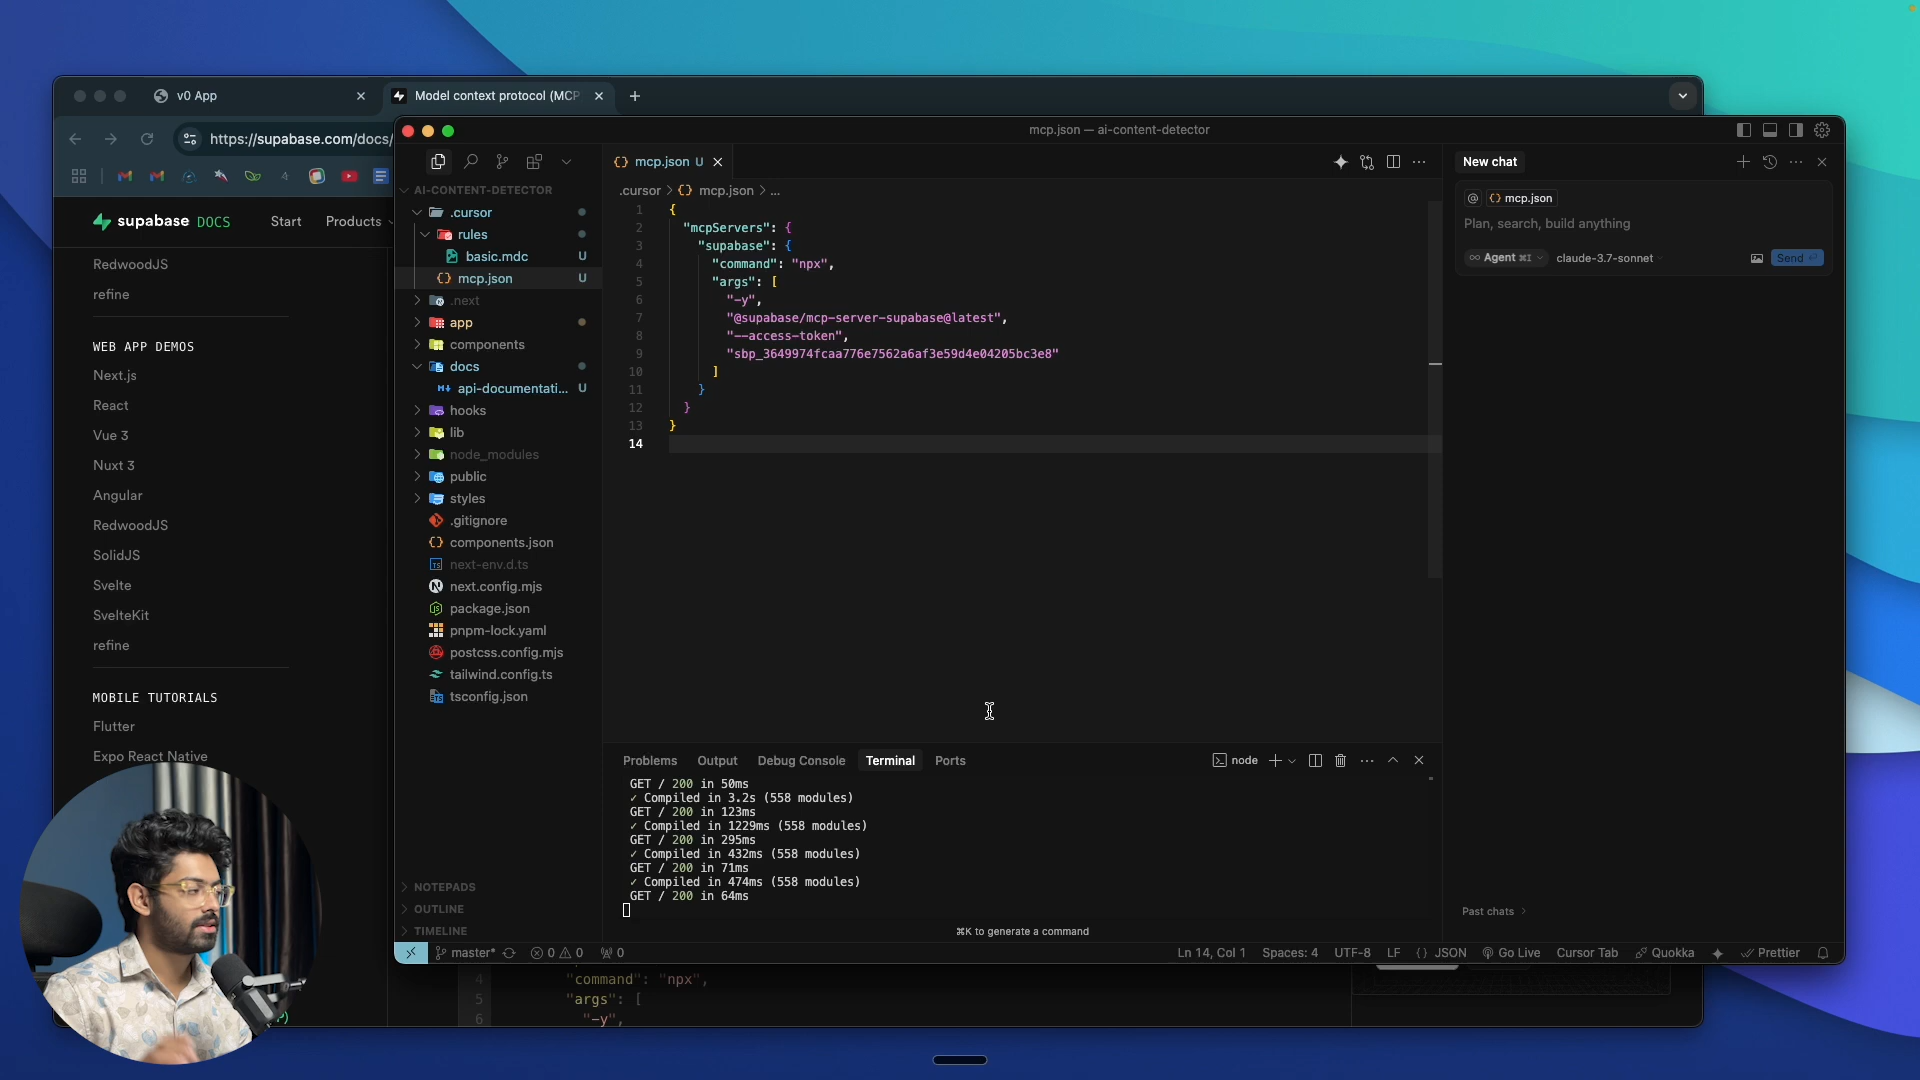 v0 App
Model context protocol (MCP
https://supabase.com/docs/
supabase DOCS
Start
Products
RedwoodJS
refine
WEB APP DEMOS
Next.js
React
Vue 3
Nuxt 3
Angular
RedwoodJS
SolidJS
Svelte
SvelteKit
refine
MOBILE TUTORIALS
Flutter
Expo React Native
mcp.json — ai-content-detector
AI-CONTENT-DETECTOR
.cursor
rules
basic.mdc U
mcp.json U
.next
app
components
docs
api-documentati... U
hooks
lib
node_modules
public
styles
.gitignore
components.json
next-env.d.ts
next.config.mjs
package.json
pnpm-lock.yaml
postcss.config.mjs
tailwind.config.ts
tsconfig.json
NOTEPADS
OUTLINE
TIMELINE
mcp.json U
.cursor > {} mcp.json > ...
1 {
2 "mcpServers": {
3 "supabase": {
4 "command": "npx",
5 "args": [
6 "-y",
7 "@supabase/mcp-server-supabase@latest",
8 "--access-token",
9 "sbp_3649974fcaa776e7562a6af3e59d4e04205bc3e8"
10 ]
11 }
12 }
13 }
14
Problems Output Debug Console Terminal Ports
node
GET / 200 in 50ms
✓ Compiled in 3.2s (558 modules)
GET / 200 in 123ms
✓ Compiled in 1229ms (558 modules)
GET / 200 in 295ms
✓ Compiled in 432ms (558 modules)
GET / 200 in 71ms
✓ Compiled in 474ms (558 modules)
GET / 200 in 64ms
⌘K to generate a command
New chat
@ {} mcp.json
Plan, search, build anything
∞ Agent ⌘I
claude-3.7-sonnet
Send
Past chats >
master*
0 0
0
Ln 14, Col 1
Spaces: 4
UTF-8
LF
{} JSON
Go Live
Cursor Tab
Quokka
Prettier
4 "command": "npx",
5 "args": [
6 "-y",